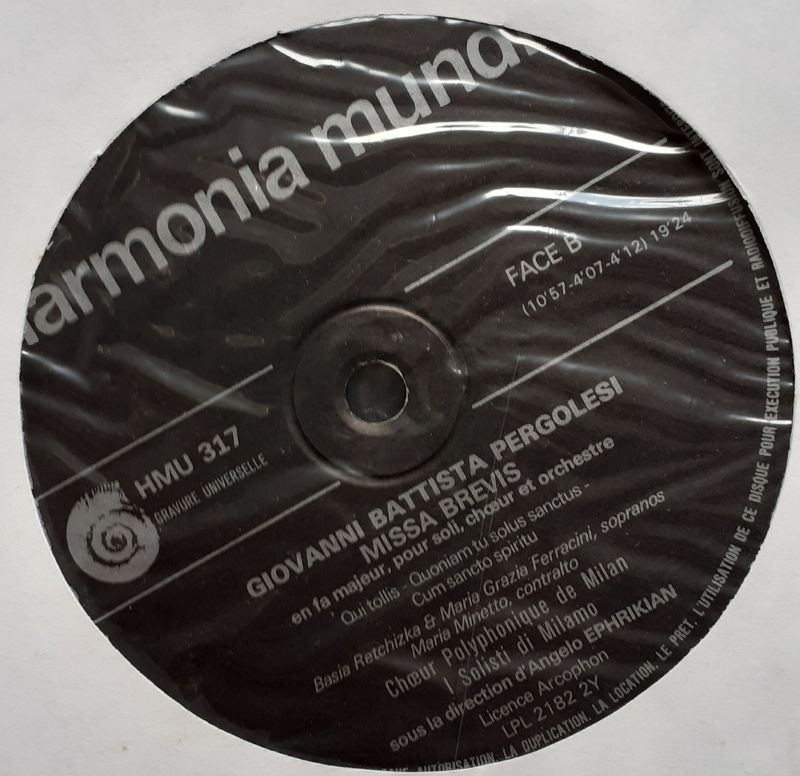 harmonia mundi
FACE B
(10'57-4'07-4'12) 19'24
HMU 317
GRAVURE UNIVERSELLE
GIOVANNI BATTISTA PERGOLESI
MISSA BREVIS
en fa majeur, pour soli, chœur et orchestre
Qui tollis - Quoniam tu solus sanctus -
Cum sancto spiritu
Basia Retchizka & Maria Grazia Ferracini, sopranos
Maria Minetto, contralto
Chœur Polyphonique de Milan
I Solisti di Milamo
sous la direction d'Angelo EPHRIKIAN
Licence Arcophon
LPL 2182 2Y
AUTORISATION, LA DUPLICATION, LA LOCATION, LE PRET, L'UTILISATION DE CE DISQUE POUR EXECUTION PUBLIQUE ET RADIODIFFUSION SONT